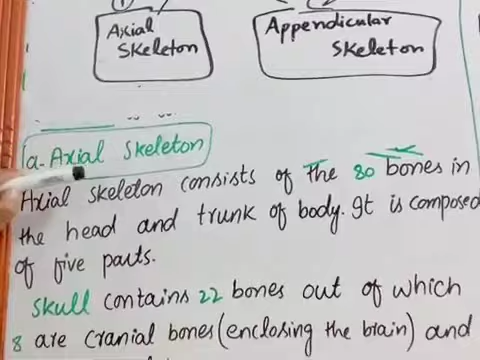 Axial
Skeleton
Appendicular
Skeleton
a. Axial Skeleton
Axial Skeleton consists of the 80 bones in
the head and trunk of body. It is composed
of five parts.
Skull contains 22 bones out of which
8 are cranial bones (enclosing the brain) and